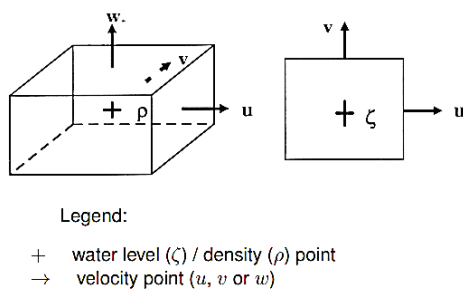 w.
v
ρ
u
v
ζ
u
Legend:
+ water level (ζ) / density (ρ) point
→ velocity point (u, v or w)